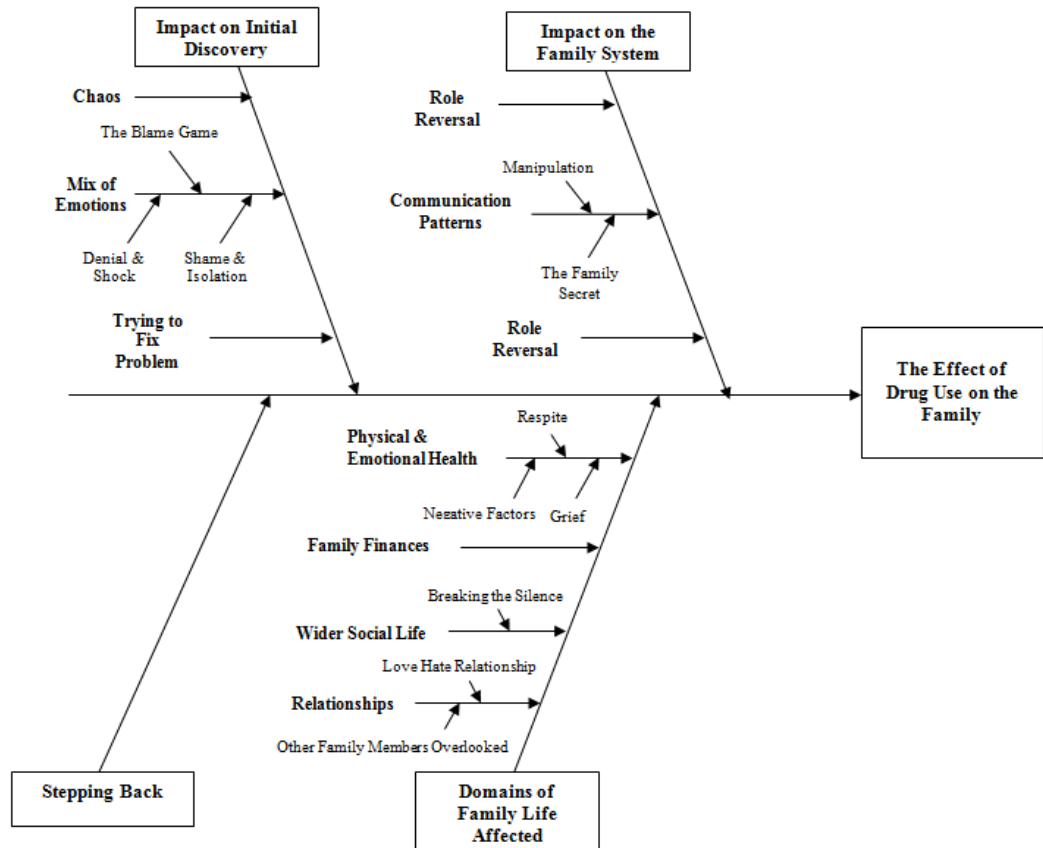 Impact on Initial
Discovery
Impact on the
Family System
Chaos
Role
Reversal
The Blame Game
Manipulation
Mix of
Emotions
Communication
Patterns
Denial &
Shock
Shame &
Isolation
The Family
Secret
Trying to
Fix
Problem
Role
Reversal
The Effect of
Drug Use on the
Family
Respite
Physical &
Emotional Health
Negative Factors
Grief
Family Finances
Breaking the Silence
Wider Social Life
Love Hate Relationship
Relationships
Other Family Members Overlooked
Stepping Back
Domains of
Family Life
Affected